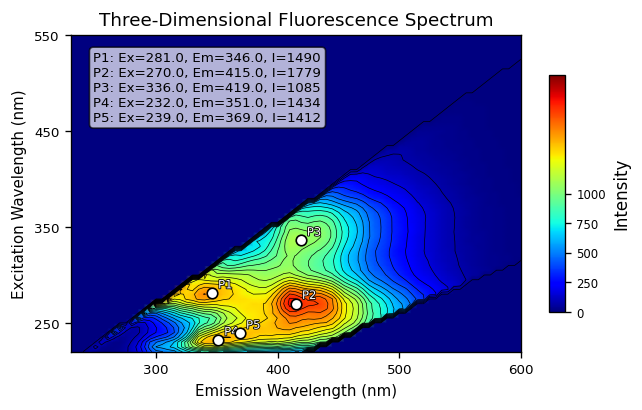 Three-Dimensional Fluorescence Spectrum
550
450
350
250
Excitation Wavelength (nm)
P1: Ex=281.0, Em=346.0, I=1490
P2: Ex=270.0, Em=415.0, I=1779
P3: Ex=336.0, Em=419.0, I=1085
P4: Ex=232.0, Em=351.0, I=1434
P5: Ex=239.0, Em=369.0, I=1412
P3
P1
P2
P5
P4
300
400
500
600
Emission Wavelength (nm)
1000
750
500
250
0
Intensity